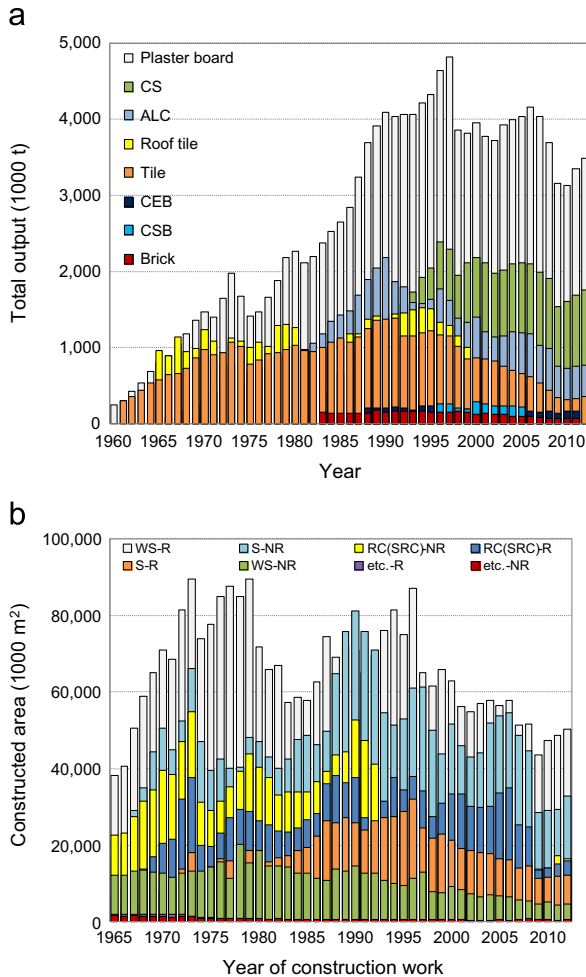 a
5,000
4,000
3,000
2,000
1,000
0
Total output (1000 t)
Plaster board
CS
ALC
Roof tile
Tile
CEB
CSB
Brick
1960 1965 1970 1975 1980 1985 1990 1995 2000 2005 2010
Year
b
100,000
80,000
60,000
40,000
20,000
0
Constructed area (1000 m²)
WS-R S-NR RC(SRC)-NR RC(SRC)-R
S-R WS-NR etc.-R etc.-NR
1965 1970 1975 1980 1985 1990 1995 2000 2005 2010
Year of construction work